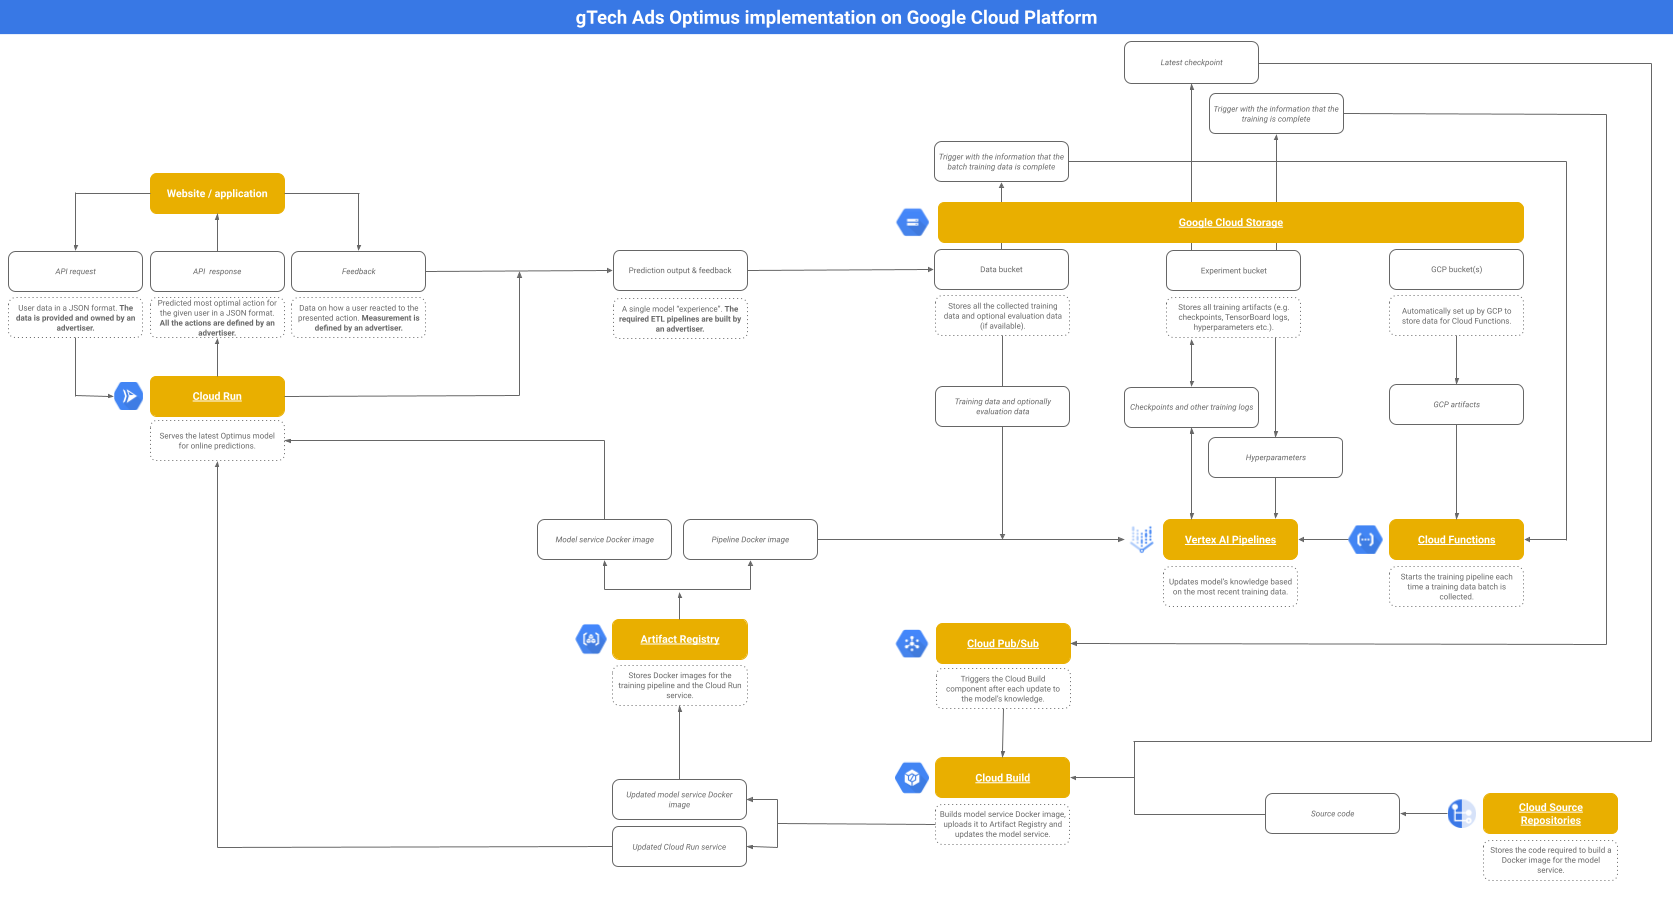 gTech Ads Optimus implementation on Google Cloud Platform
Latest checkpoint
Trigger with the information that the
training is complete
Trigger with the information that the
batch training data is complete
Website / application
Google Cloud Storage
API request
API  response
Feedback
Prediction output & feedback
Data bucket
Experiment bucket
GCP bucket(s)
User data in a JSON format. The
data is provided and owned by an
advertiser.
Predicted most optimal action for
the given user in a JSON format.
All the actions are defined by an
advertiser.
Data on how a user reacted to the
presented action. Measurement is
defined by an advertiser.
A single model "experience". The
required ETL pipelines are built by
an advertiser.
Stores all the collected training
data and optional evaluation data
(if available).
Stores all training artifacts (e.g.
checkpoints, TensorBoard logs,
hyperparameters etc.).
Automatically set up by GCP to
store data for Cloud Functions.
Cloud Run
Training data and optionally
evaluation data
Checkpoints and other training logs
GCP artifacts
Serves the latest Optimus model
for online predictions.
Hyperparameters
Model service Docker image
Pipeline Docker image
Vertex AI Pipelines
Cloud Functions
Updates model's knowledge based
on the most recent training data.
Starts the training pipeline each
time a training data batch is
collected.
Artifact Registry
Cloud Pub/Sub
Stores Docker images for the
training pipeline and the Cloud Run
service.
Triggers the Cloud Build
component after each update to
the model's knowledge.
Cloud Build
Updated model service Docker
image
Builds model service Docker image,
uploads it to Artifact Registry and
updates the model service.
Source code
Cloud Source
Repositories
Updated Cloud Run service
Stores the code required to build a
Docker image for the model
service.